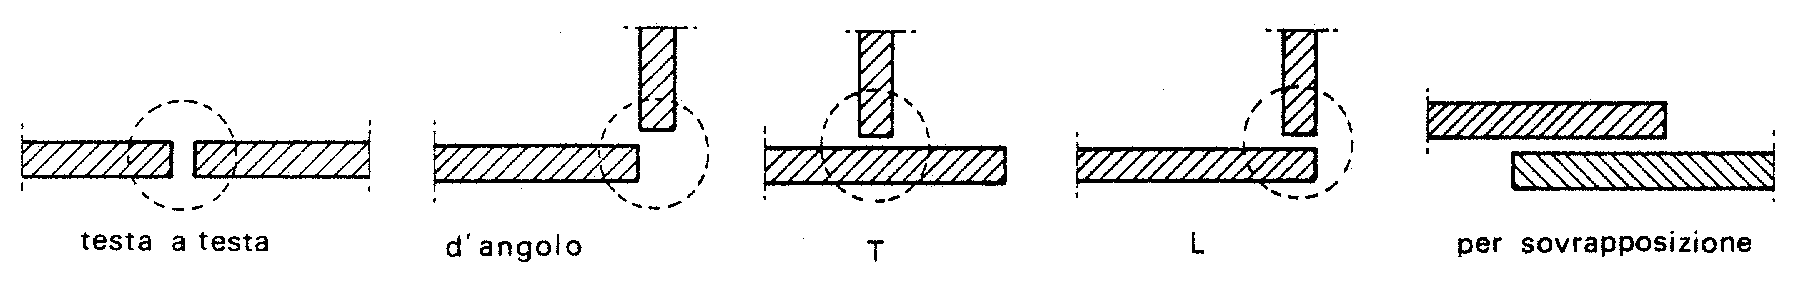 testa a testa
d'angolo
T
L
per sovrapposizione